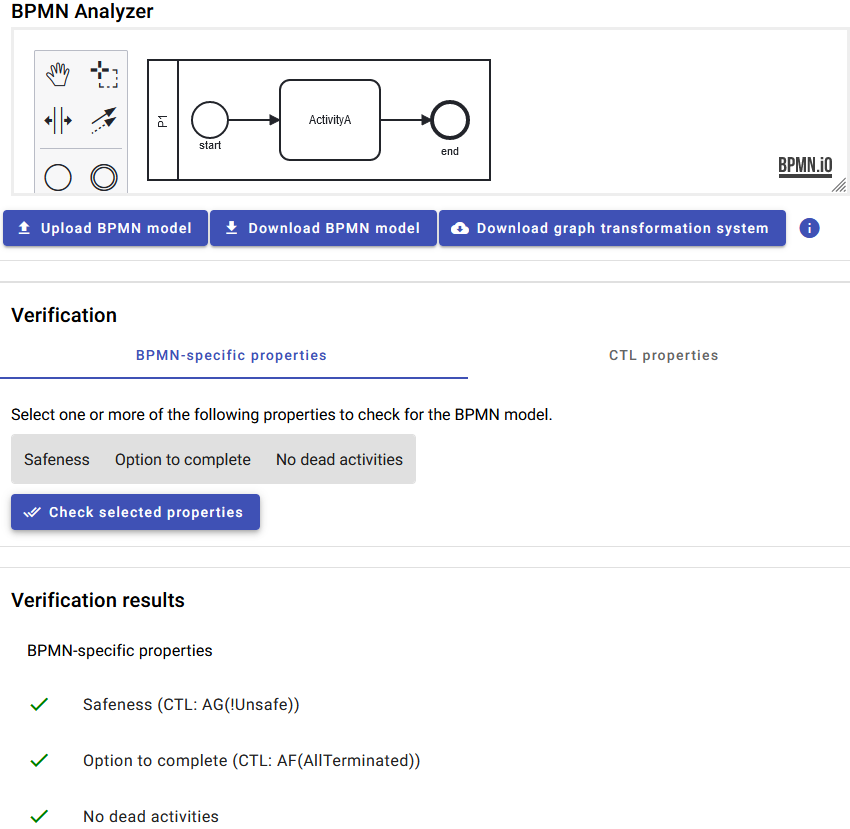 BPMN Analyzer
P1
start
ActivityA
end
BPMN.iO
Upload BPMN model
Download BPMN model
Download graph transformation system
i
Verification
BPMN-specific properties
CTL properties
Select one or more of the following properties to check for the BPMN model.
Safeness
Option to complete
No dead activities
Check selected properties
Verification results
BPMN-specific properties
Safeness (CTL: AG(!Unsafe))
Option to complete (CTL: AF(AllTerminated))
No dead activities